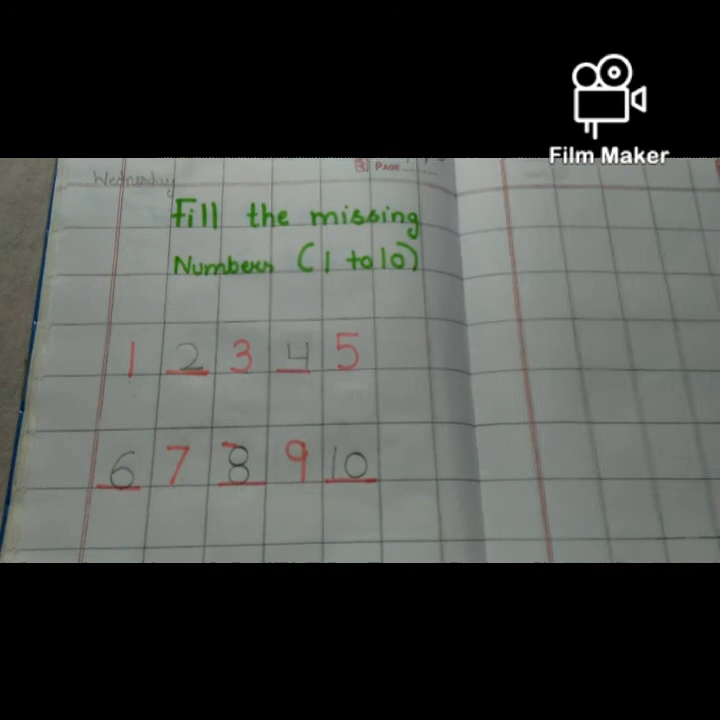 Film Maker
PAGE
Wednesday
Fill the missing
Numbers (1 to 10)
1 2 3 4 5
6 7 8 9 10